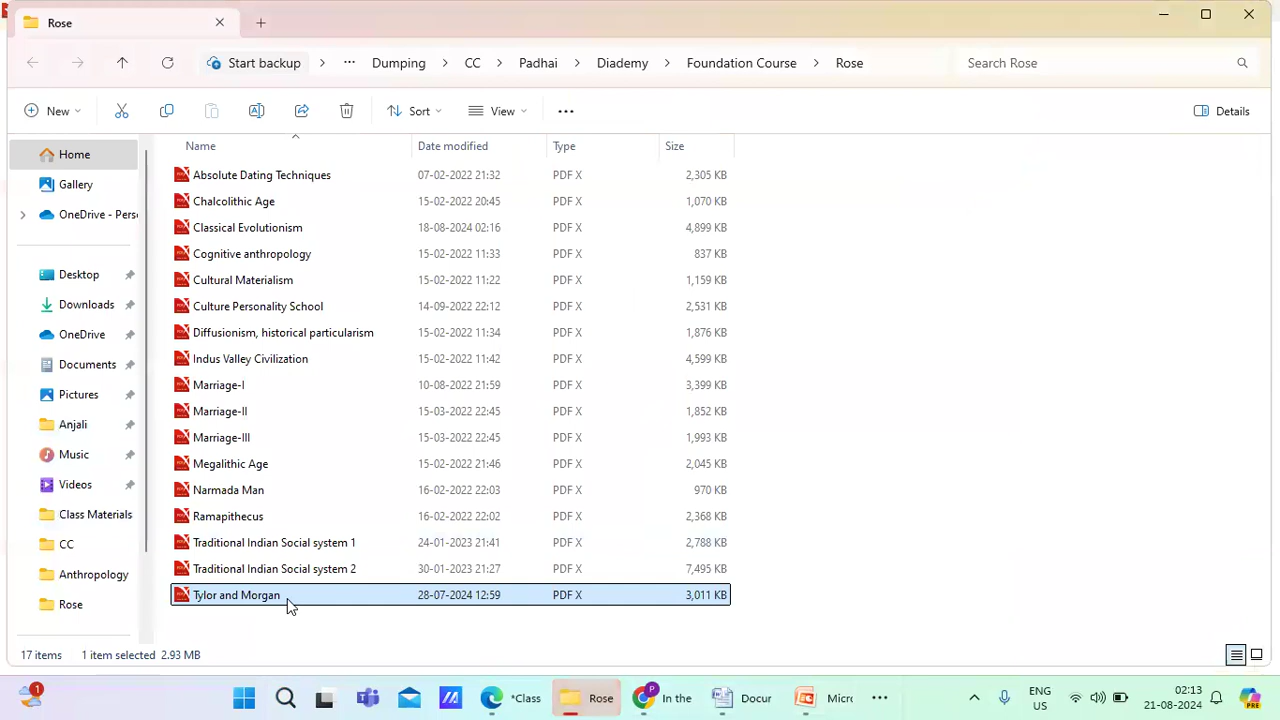 Rose
Start backup > ... Dumping > CC > Padhai > Diademy > Foundation Course > Rose
Search Rose
New Sort View ... Details
Name Date modified Type Size
Home
Gallery
OneDrive - Pers
Desktop
Downloads
OneDrive
Documents
Pictures
Anjali
Music
Videos
Class Materials
CC
Anthropology
Rose
Absolute Dating Techniques 07-02-2022 21:32 PDF X 2,305 KB
Chalcolithic Age 15-02-2022 20:45 PDF X 1,070 KB
Classical Evolutionism 18-08-2024 02:16 PDF X 4,899 KB
Cognitive anthropology 15-02-2022 11:33 PDF X 837 KB
Cultural Materialism 15-02-2022 11:22 PDF X 1,159 KB
Culture Personality School 14-09-2022 22:12 PDF X 2,531 KB
Diffusionism, historical particularism 15-02-2022 11:34 PDF X 1,876 KB
Indus Valley Civilization 15-02-2022 11:42 PDF X 4,599 KB
Marriage-I 10-08-2022 21:59 PDF X 3,399 KB
Marriage-II 15-03-2022 22:45 PDF X 1,852 KB
Marriage-III 15-03-2022 22:45 PDF X 1,993 KB
Megalithic Age 15-02-2022 21:46 PDF X 2,045 KB
Narmada Man 16-02-2022 22:03 PDF X 970 KB
Ramapithecus 16-02-2022 22:02 PDF X 2,368 KB
Traditional Indian Social system 1 24-01-2023 21:41 PDF X 2,788 KB
Traditional Indian Social system 2 30-01-2023 21:27 PDF X 7,495 KB
Tylor and Morgan 28-07-2024 12:59 PDF X 3,011 KB
17 items 1 item selected 2.93 MB
1 *Class Rose P In the Docur Micro ... ENG 02:13 PRE
US 21-08-2024